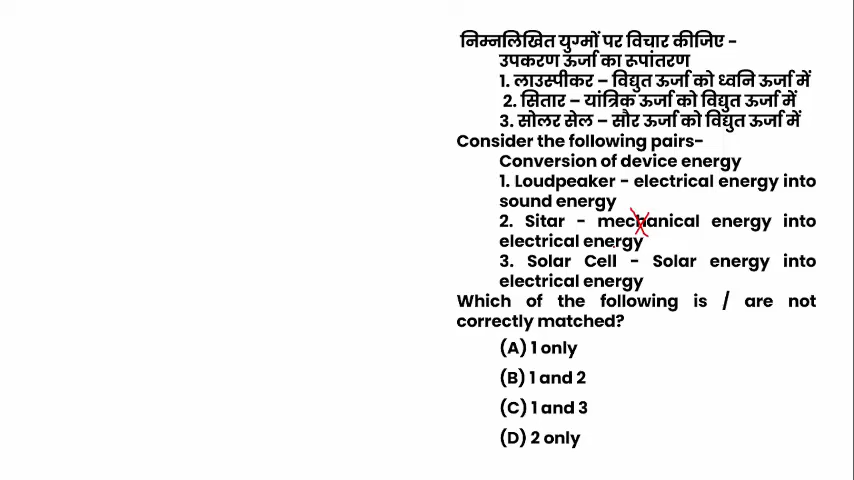 निम्नलिखित युग्मों पर विचार कीजिए -
उपकरण ऊर्जा का रूपांतरण
1. लाउस्पीकर – विद्युत ऊर्जा को ध्वनि ऊर्जा में
2. सितार – यांत्रिक ऊर्जा को विद्युत ऊर्जा में
3. सोलर सेल – सौर ऊर्जा को विद्युत ऊर्जा में
Consider the following pairs-
Conversion of device energy
1. Loudpeaker - electrical energy into
sound energy
2. Sitar - mechanical energy into
electrical energy
3. Solar Cell - Solar energy into
electrical energy
Which of the following is / are not
correctly matched?
(A) 1 only
(B) 1 and 2
(C) 1 and 3
(D) 2 only